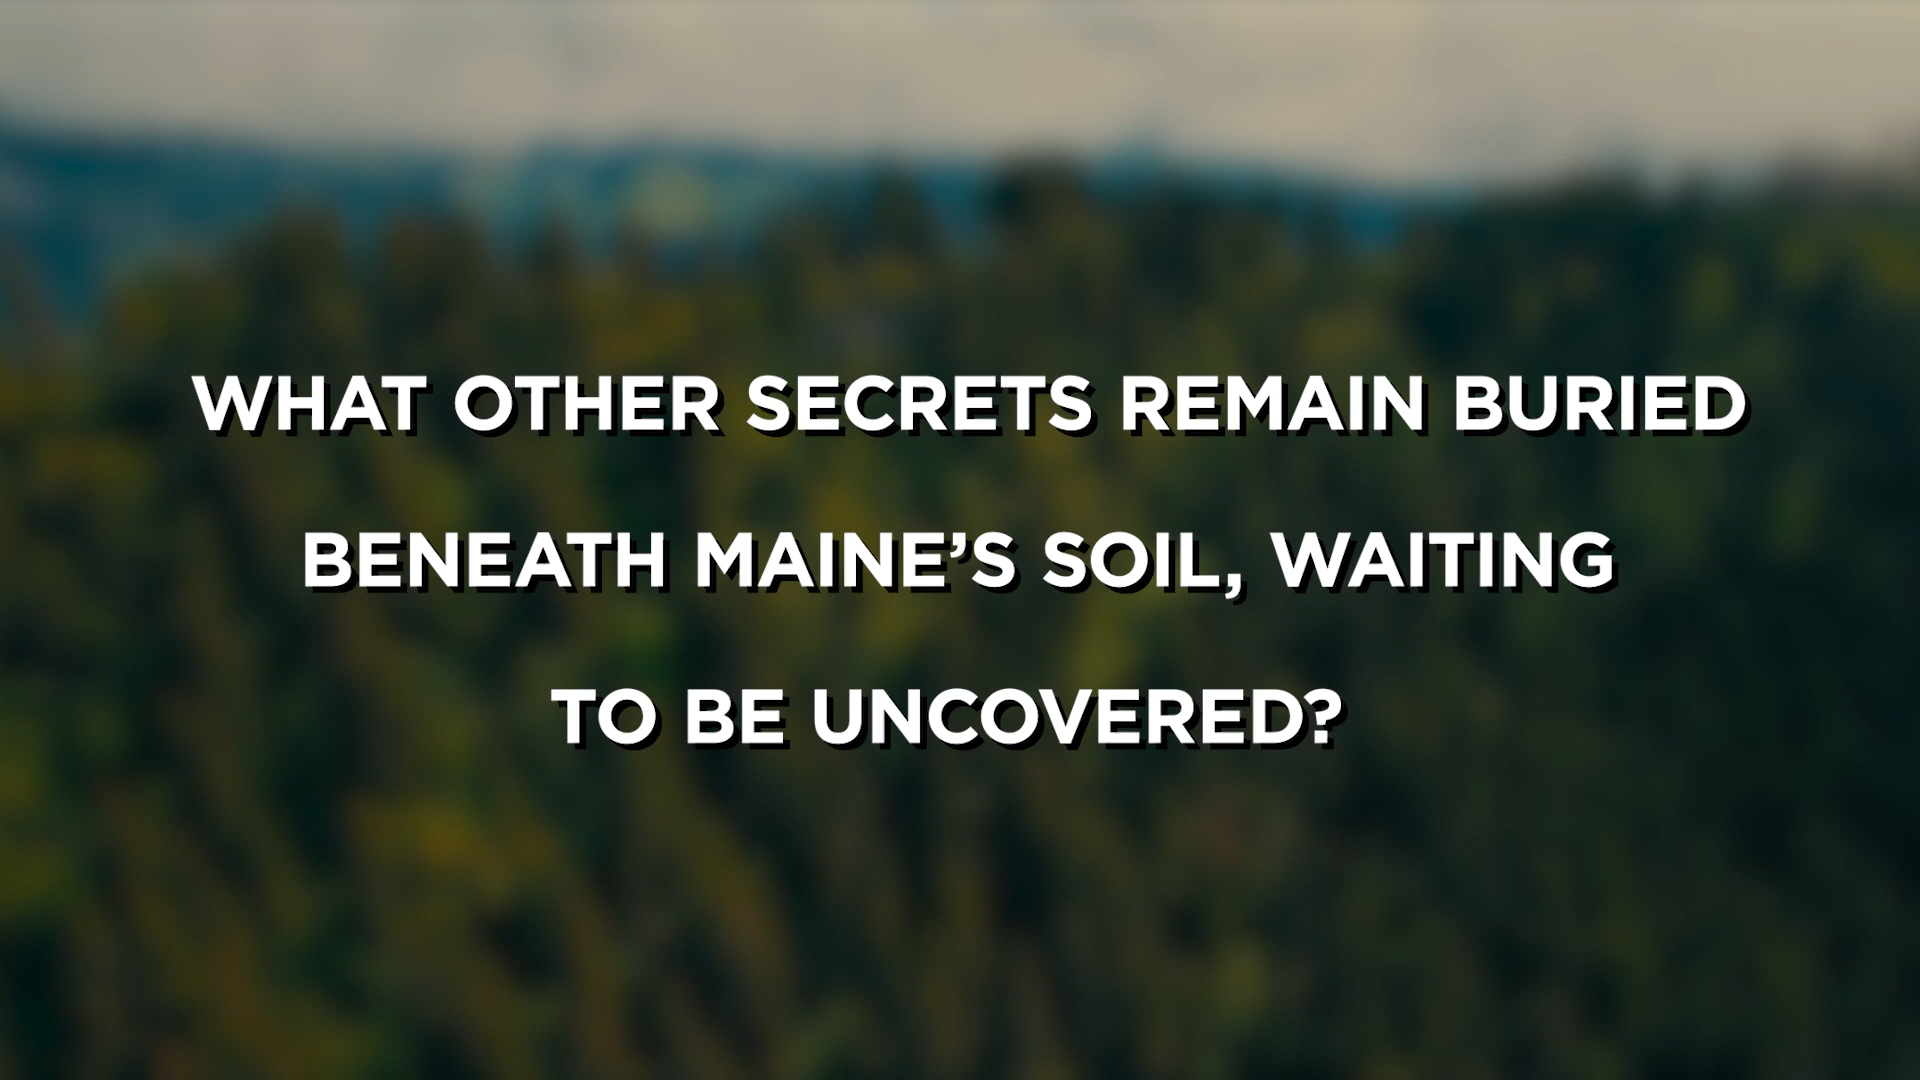 WHAT OTHER SECRETS REMAIN BURIED
BENEATH MAINE’S SOIL, WAITING
TO BE UNCOVERED?